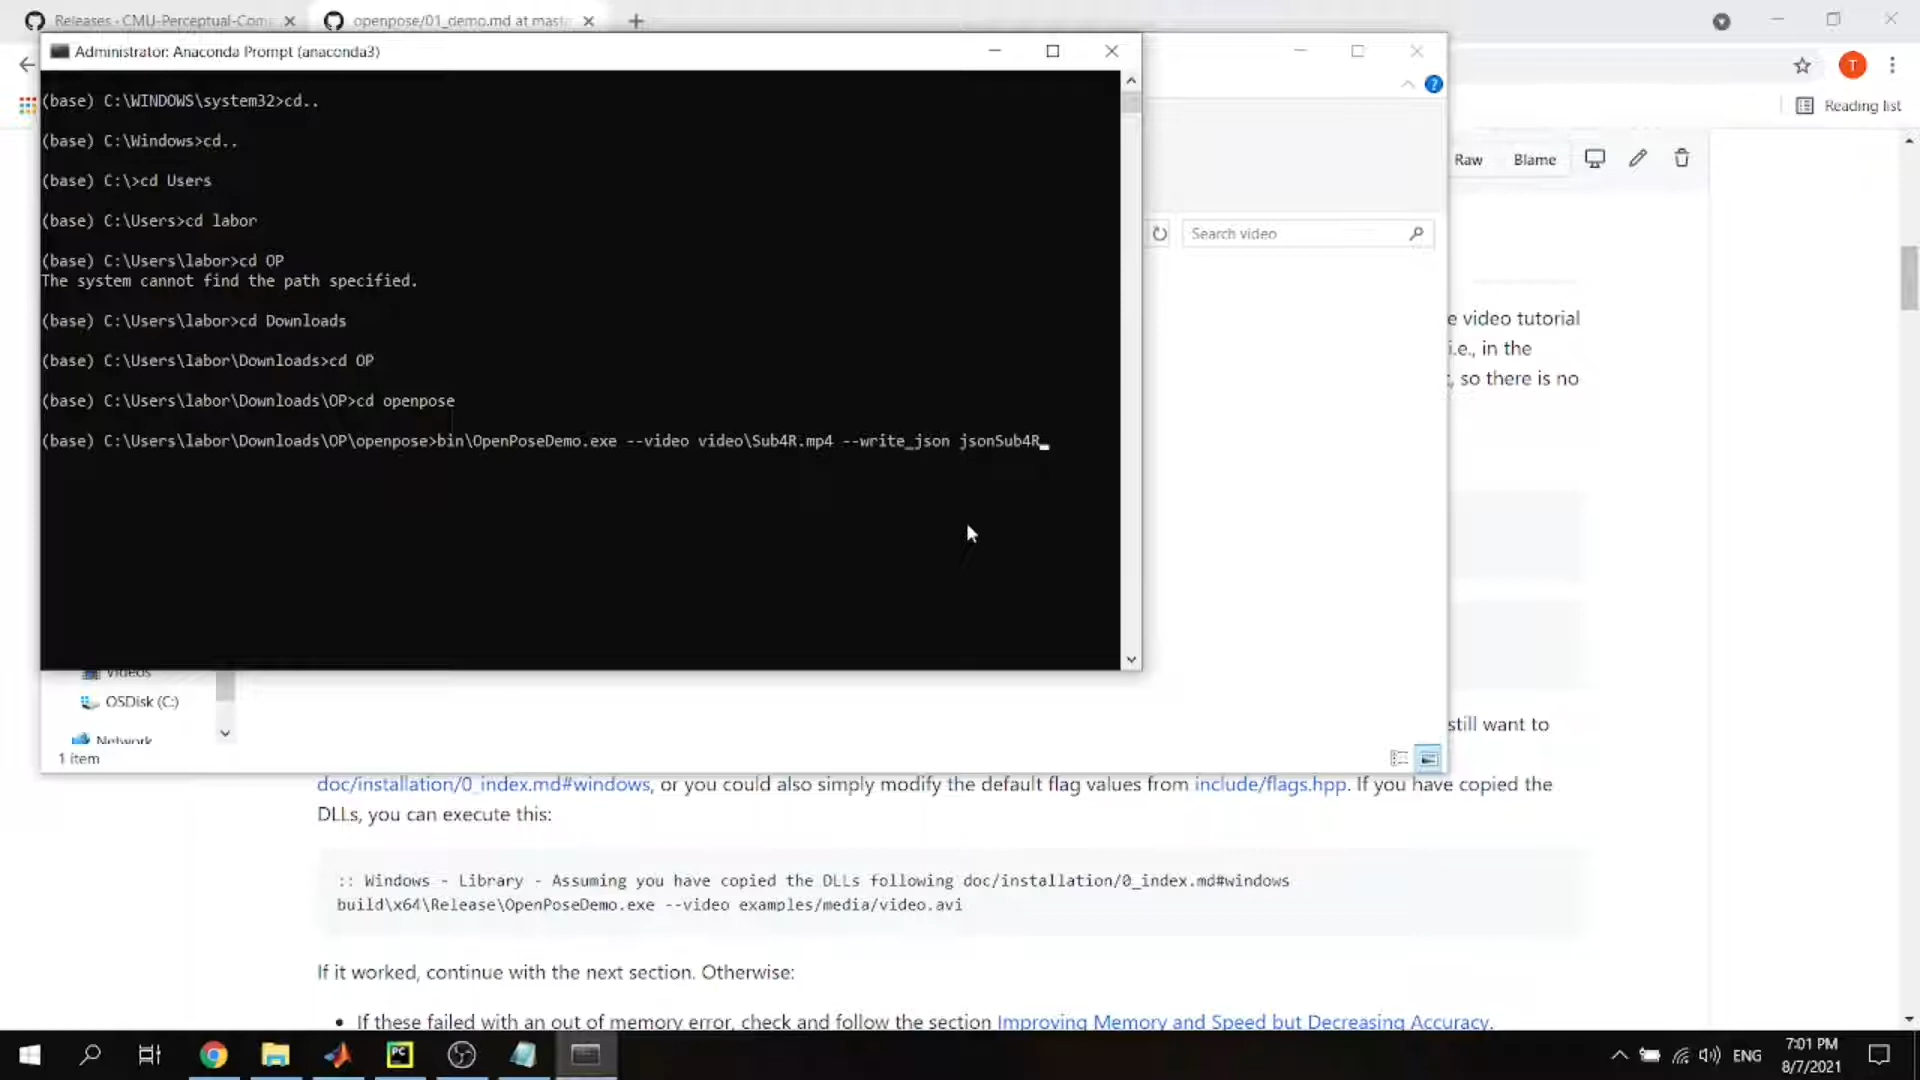 Releases · CMU-Perceptual-Com
openpose/01_demo.md at mast
Administrator: Anaconda Prompt (anaconda3)
T
Reading list
(base) C:\WINDOWS\system32>cd..
(base) C:\Windows>cd..
(base) C:\>cd Users
(base) C:\Users>cd labor
(base) C:\Users\labor>cd OP
The system cannot find the path specified.
(base) C:\Users\labor>cd Downloads
(base) C:\Users\labor\Downloads>cd OP
(base) C:\Users\labor\Downloads\OP>cd openpose
(base) C:\Users\labor\Downloads\OP\openpose>bin\OpenPoseDemo.exe --video video\Sub4R.mp4 --write_json jsonSub4R
Raw Blame
Search video
e video tutorial
i.e., in the
, so there is no
Videos
OSDisk (C:)
Network
1 item
still want to
doc/installation/0_index.md#windows, or you could also simply modify the default flag values from include/flags.hpp. If you have copied the
DLLs, you can execute this:
:: Windows - Library - Assuming you have copied the DLLs following doc/installation/0_index.md#windows
build\x64\Release\OpenPoseDemo.exe --video examples/media/video.avi
If it worked, continue with the next section. Otherwise:
• If these failed with an out of memory error, check and follow the section Improving Memory and Speed but Decreasing Accuracy.
PC
ENG
7:01 PM
8/7/2021